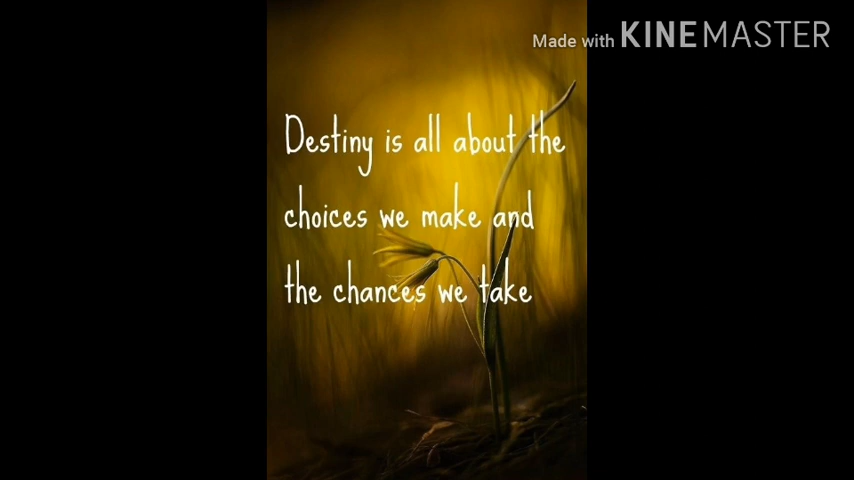 Made with KINEMASTER
Destiny is all about the
choices we make and
the chances we take